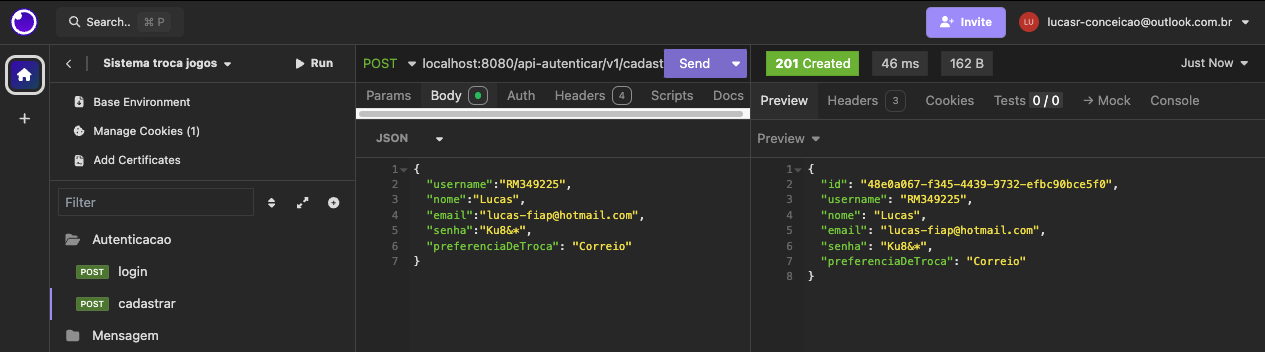 Search.. ⌘ P
Invite
LU lucasr-conceicao@outlook.com.br
Sistema troca jogos
Run
Base Environment
Manage Cookies (1)
Add Certificates
Filter
Autenticacao
POST login
POST cadastrar
Mensagem
POST localhost:8080/api-autenticar/v1/cadast Send
Params Body Auth Headers 4 Scripts Docs
JSON
1 {
2 "username":"RM349225",
3 "nome":"Lucas",
4 "email":"lucas-fiap@hotmail.com",
5 "senha":"Ku8&*",
6 "preferenciaDeTroca": "Correio"
7 }
201 Created 46 ms 162 B Just Now
Preview Headers 3 Cookies Tests 0 / 0 → Mock Console
Preview
1 {
2 "id": "48e0a067-f345-4439-9732-efbc90bce5f0",
3 "username": "RM349225",
4 "nome": "Lucas",
5 "email": "lucas-fiap@hotmail.com",
6 "senha": "Ku8&*",
7 "preferenciaDeTroca": "Correio"
8 }